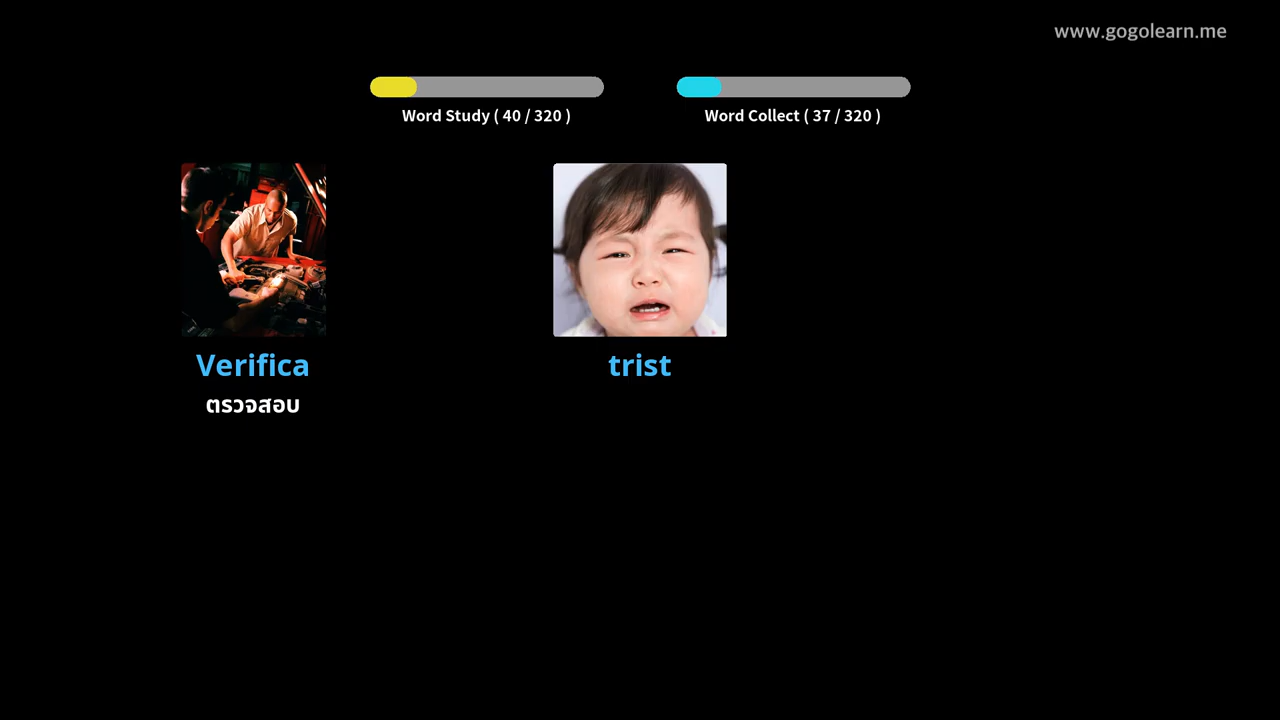 www.gogolearn.me
Word Study ( 40 / 320 )
Word Collect ( 37 / 320 )
Verifica
ตรวจสอบ
trist